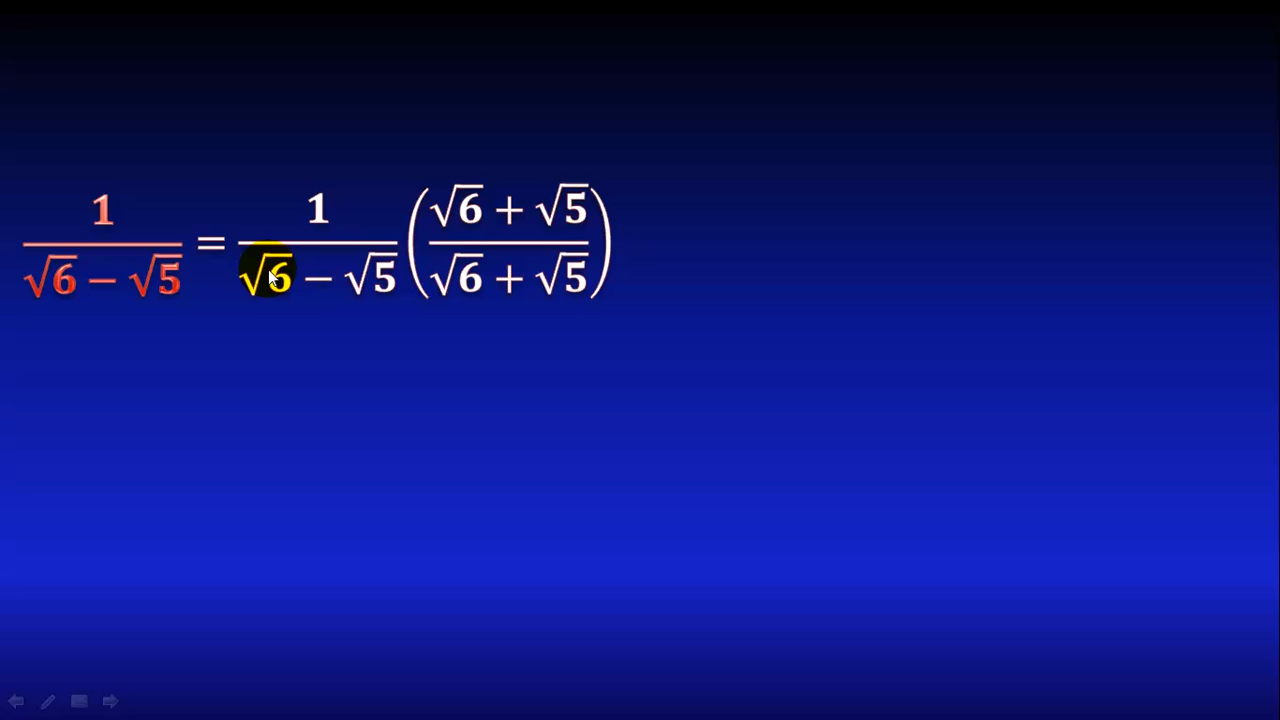 1/(√6 − √5) = 1/(√6 − √5) ((√6 + √5)/(√6 + √5))